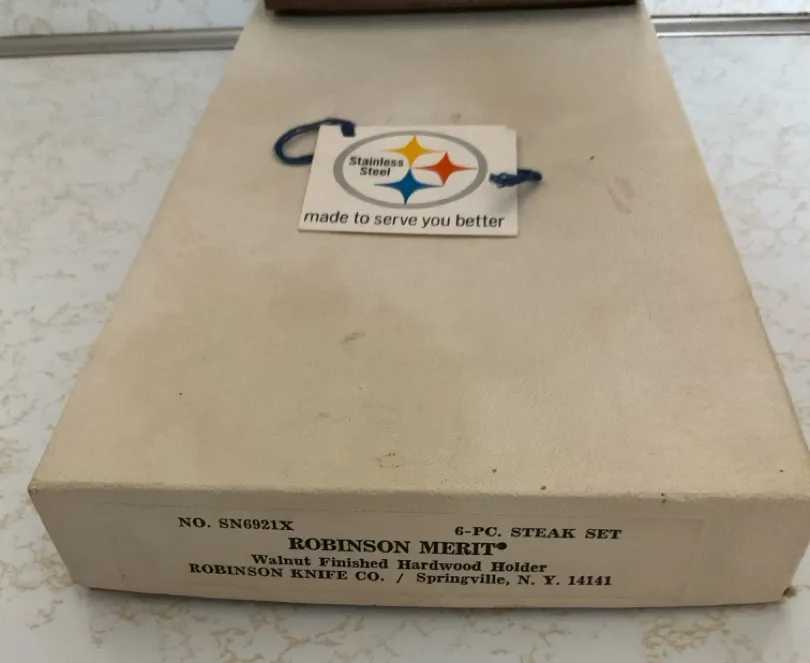 Stainless
Steel
made to serve you better
NO. SN6921X 6-PC. STEAK SET
ROBINSON MERIT®
Walnut Finished Hardwood Holder
ROBINSON KNIFE CO. / Springville, N. Y. 14141